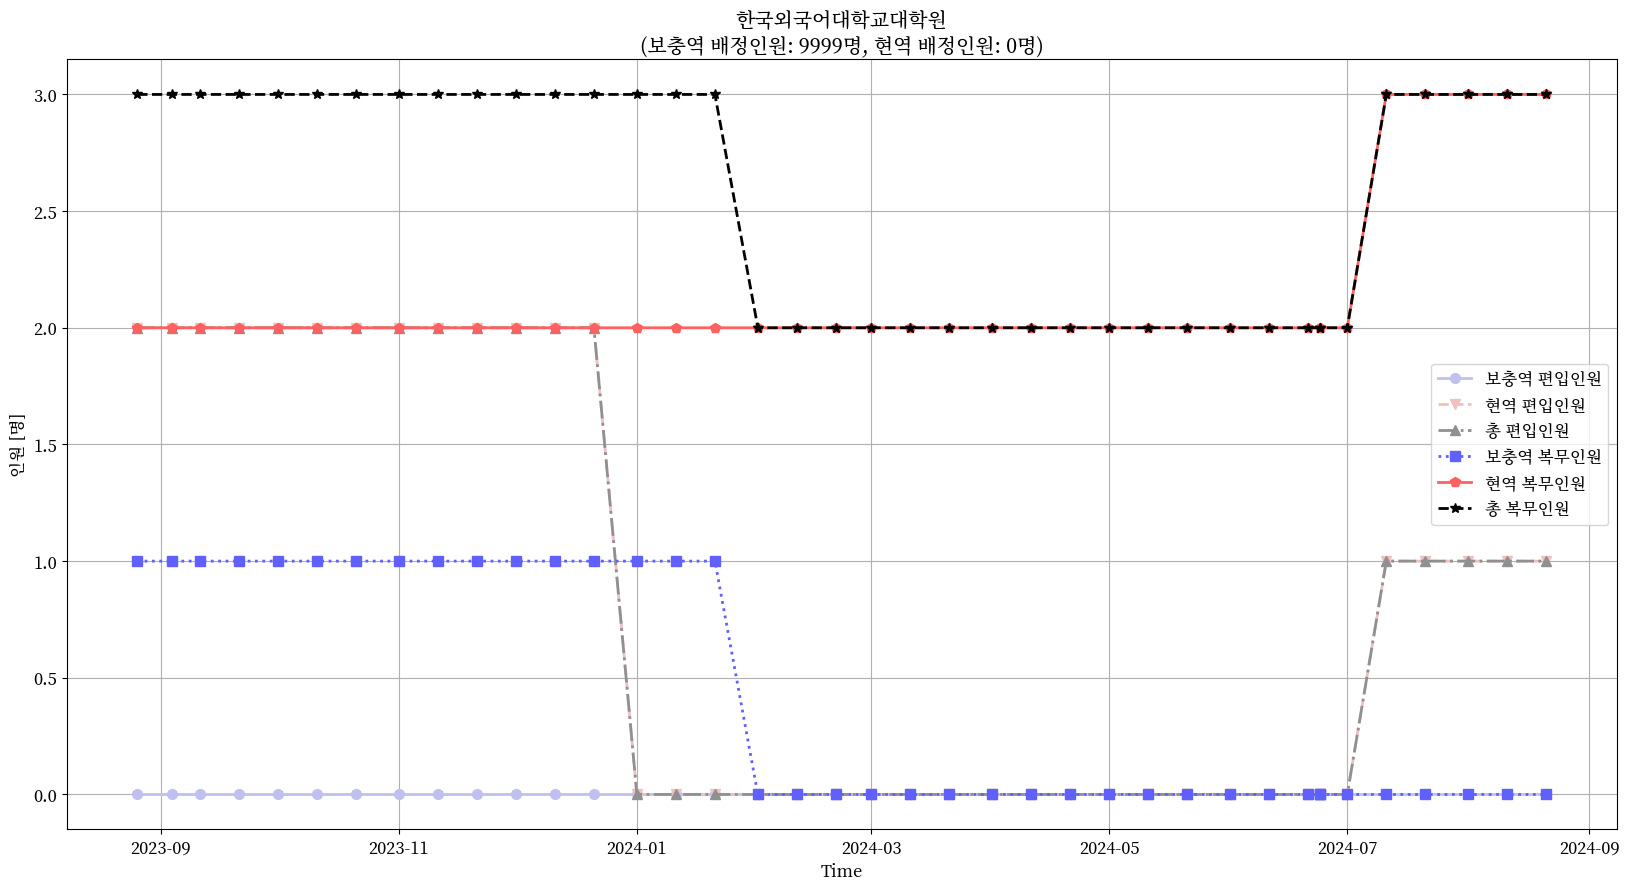 한국외국어대학교대학원
(보충역 배정인원: 9999명, 현역 배정인원: 0명)
3.0
2.5
2.0
1.5
1.0
0.5
0.0
인원 [명]
보충역 편입인원
현역 편입인원
총 편입인원
보충역 복무인원
현역 복무인원
총 복무인원
2023-09
2023-11
2024-01
2024-03
2024-05
2024-07
2024-09
Time